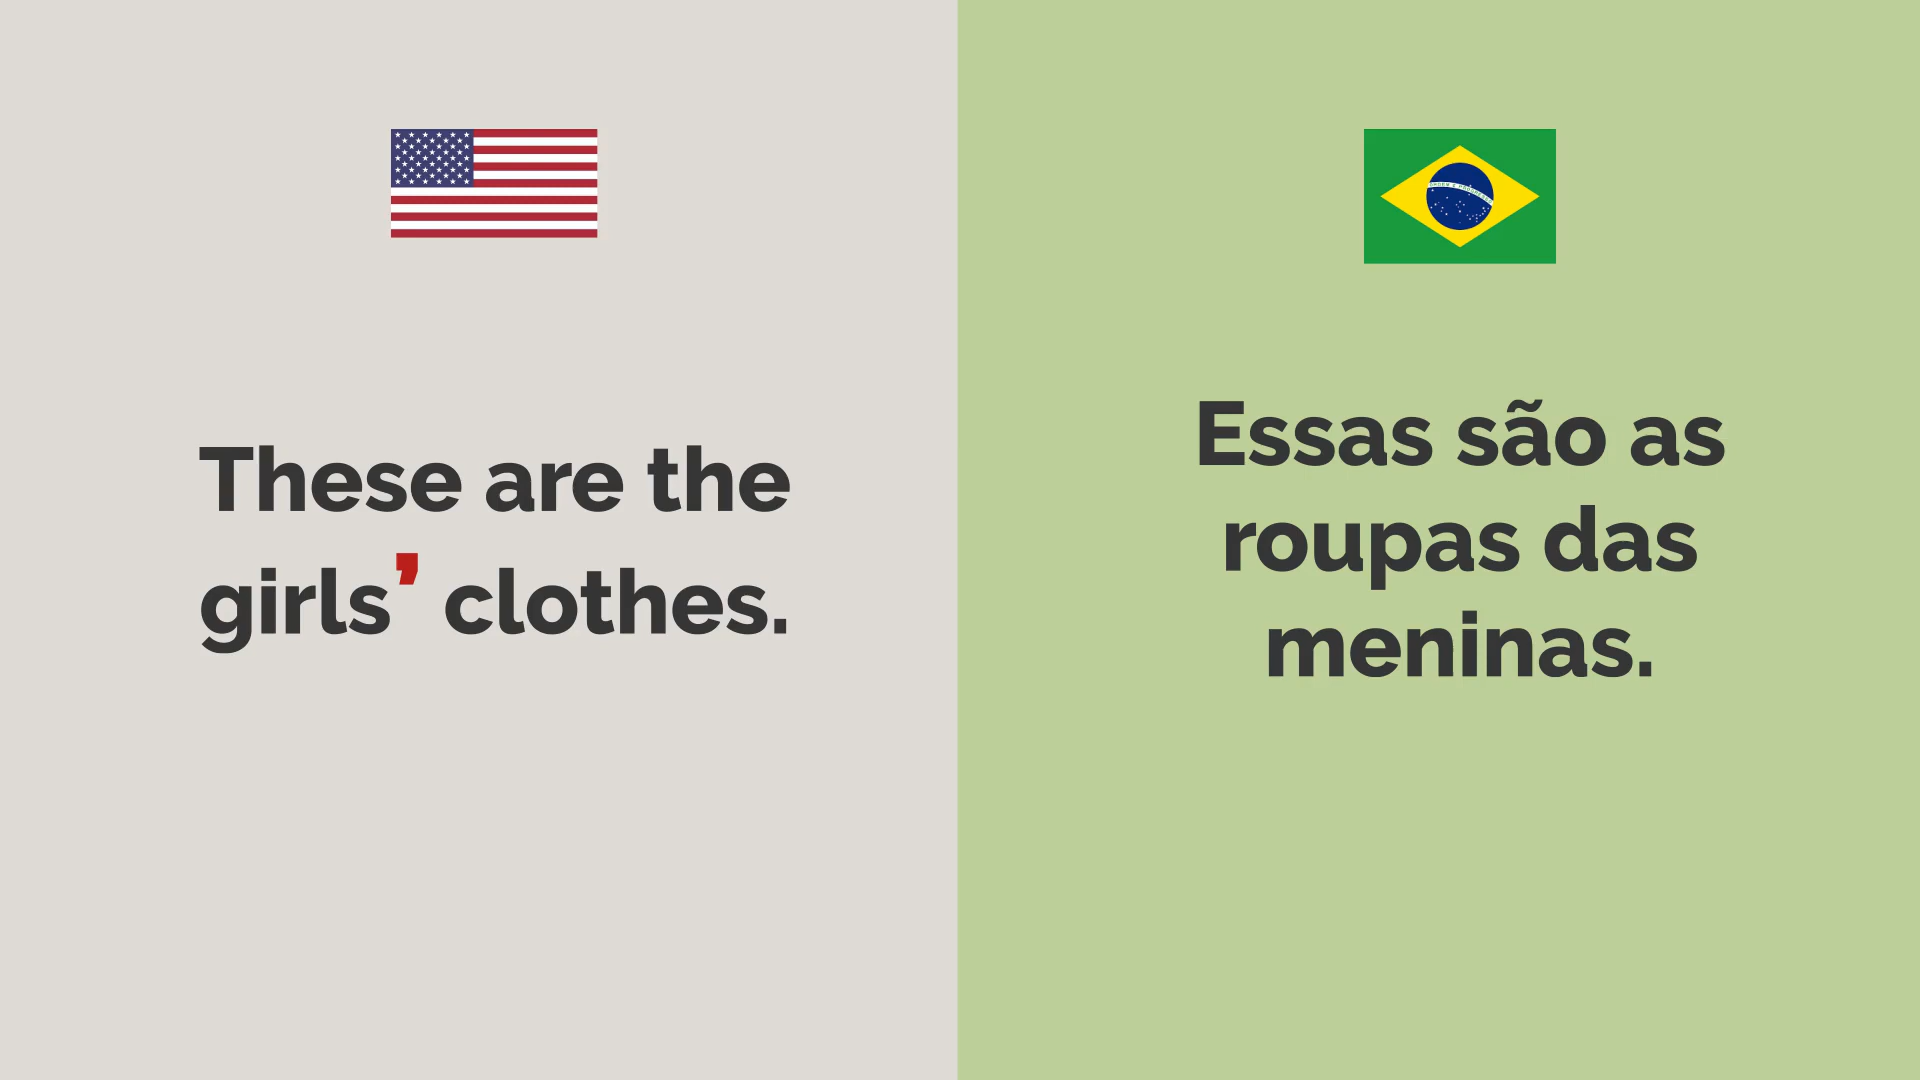 These are the
girls’ clothes.
Essas são as
roupas das
meninas.